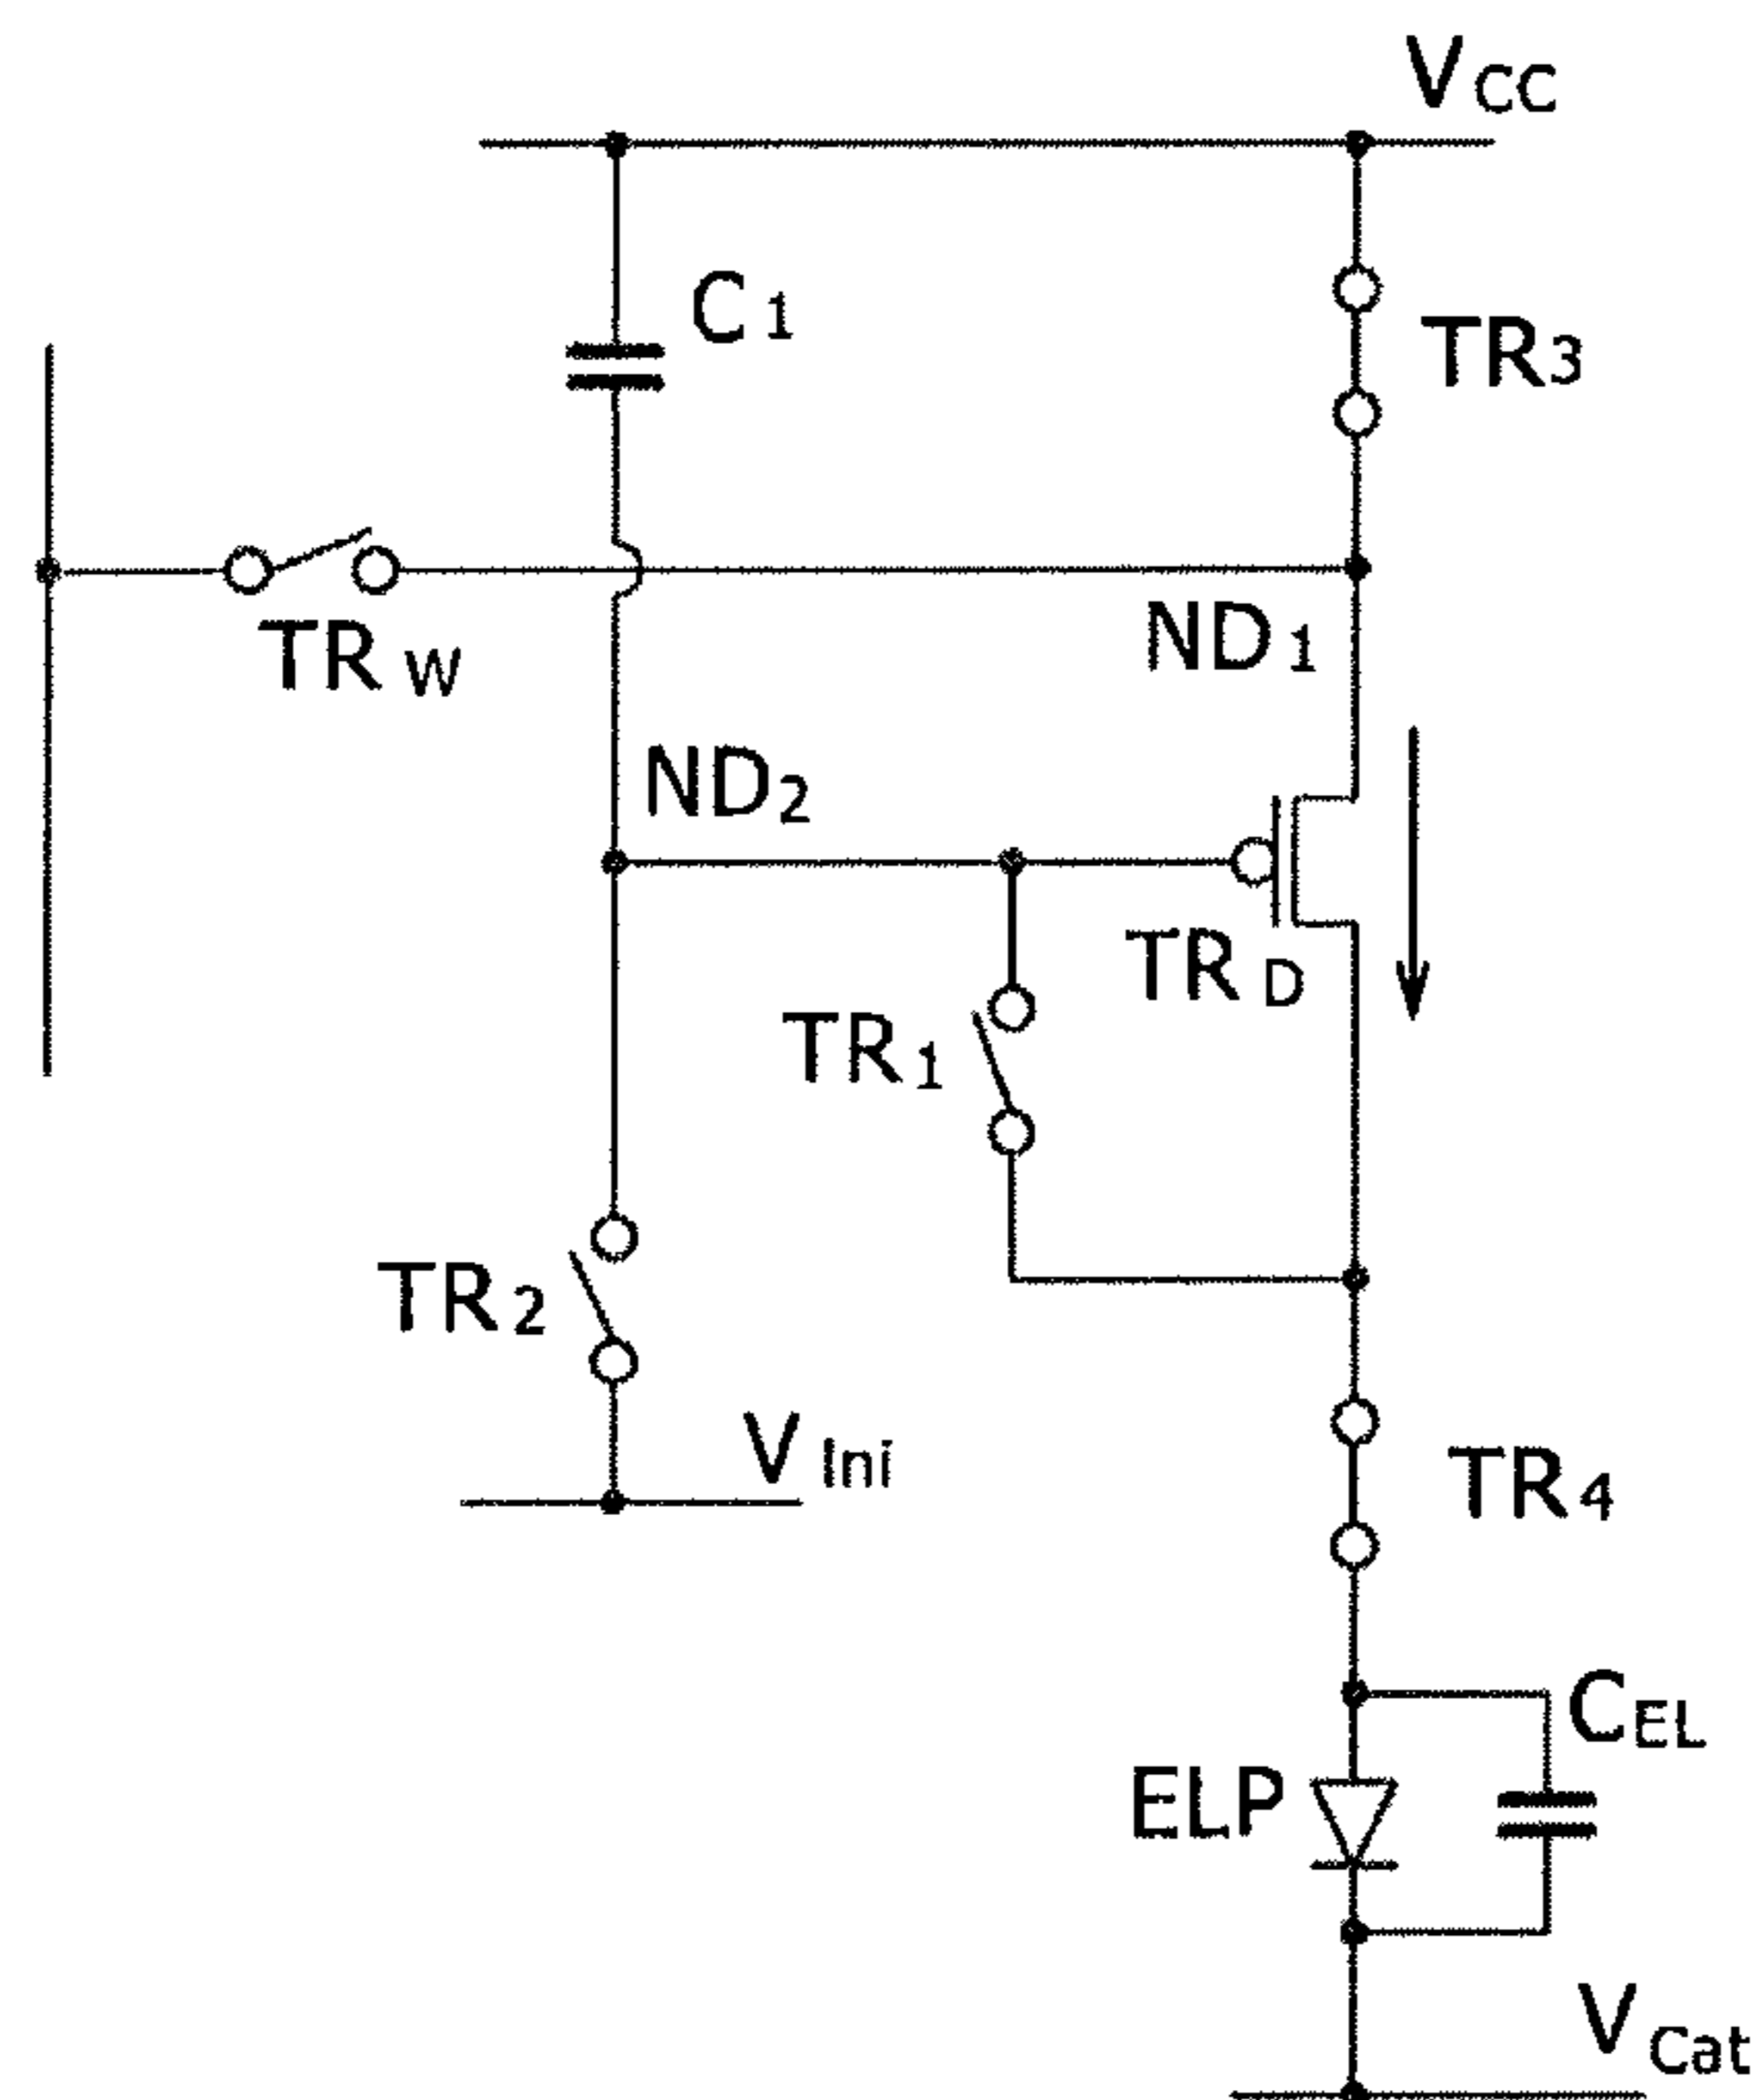 VCC
C1
TR3
TRW
ND1
ND2
TRD
TR1
TR2
VIni
TR4
CEL
ELP
VCat